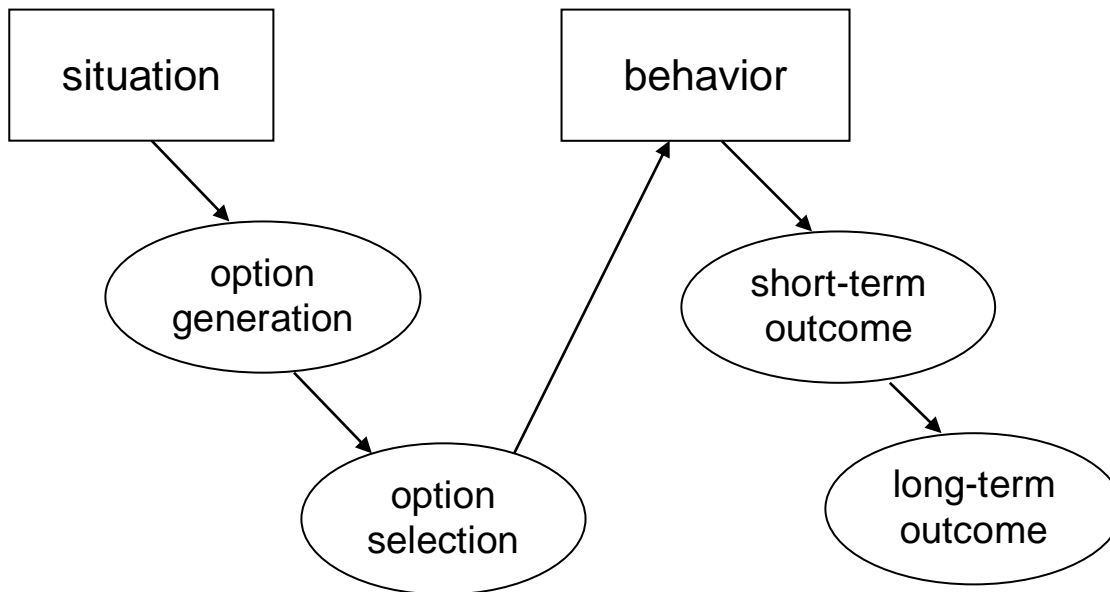 situation
behavior
option
generation
short-term
outcome
option
selection
long-term
outcome